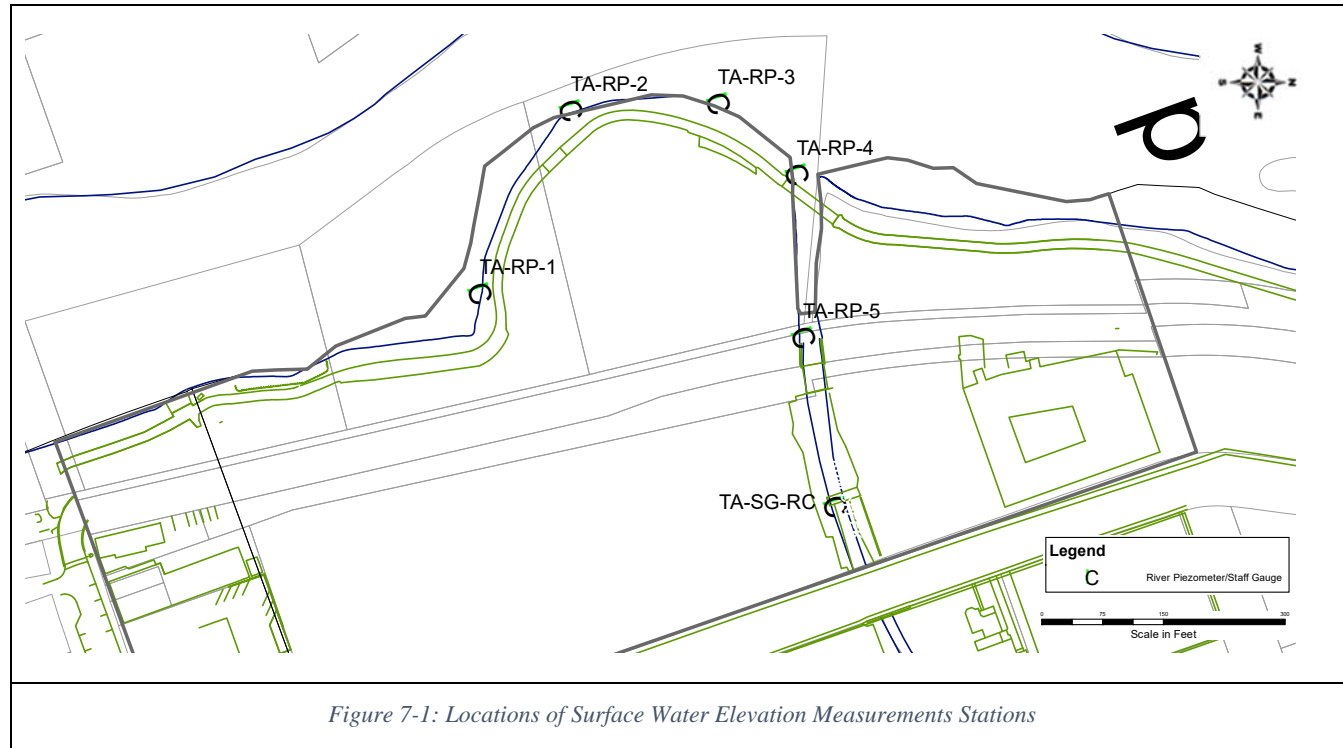 W
S
N
E
TA-RP-2
TA-RP-3
TA-RP-4
TA-RP-1
TA-RP-5
TA-SG-RC
Legend
C River Piezometer/Staff Gauge
0 75 150 300
Scale in Feet
Figure 7-1: Locations of Surface Water Elevation Measurements Stations